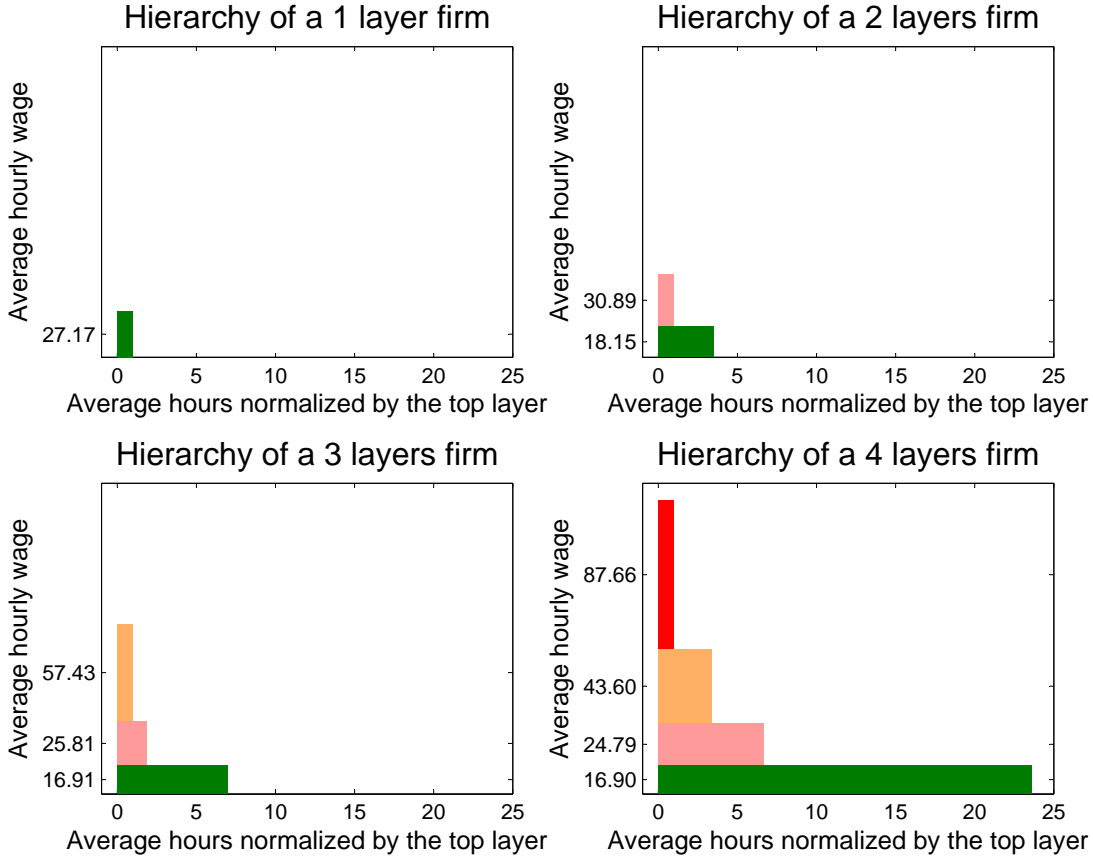 Hierarchy of a 1 layer firm
Average hourly wage
27.17
0 5 10 15 20 25
Average hours normalized by the top layer
Hierarchy of a 2 layers firm
Average hourly wage
30.89
18.15
0 5 10 15 20 25
Average hours normalized by the top layer
Hierarchy of a 3 layers firm
Average hourly wage
57.43
25.81
16.91
0 5 10 15 20 25
Average hours normalized by the top layer
Hierarchy of a 4 layers firm
Average hourly wage
87.66
43.60
24.79
16.90
0 5 10 15 20 25
Average hours normalized by the top layer